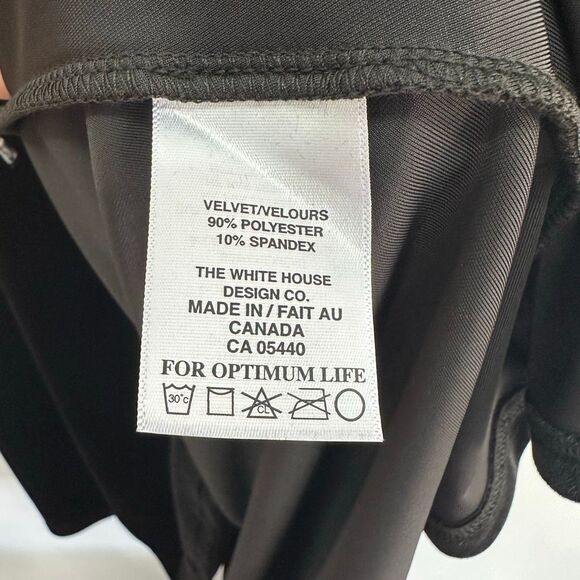 VELVET/VELOURS
90% POLYESTER
10% SPANDEX
THE WHITE HOUSE
DESIGN CO.
MADE IN / FAIT AU
CANADA
CA 05440
FOR OPTIMUM LIFE
30°c CL